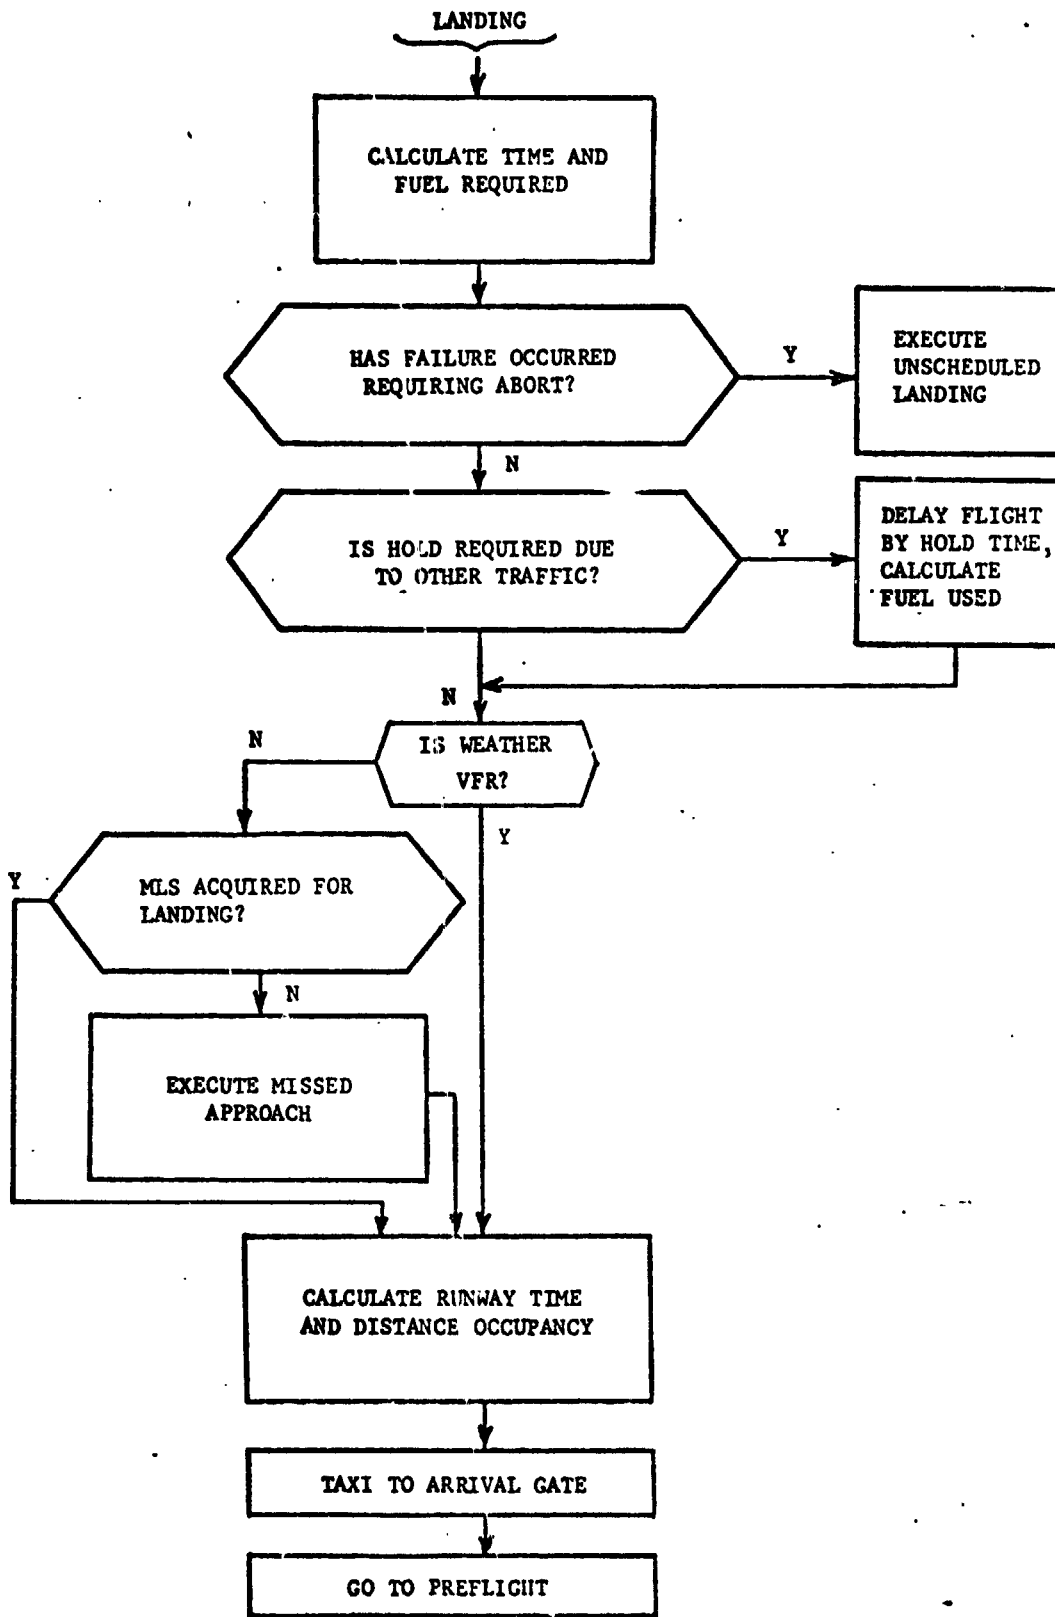 LANDING
CALCULATE TIME AND
FUEL REQUIRED
HAS FAILURE OCCURRED
REQUIRING ABORT?
Y
EXECUTE
UNSCHEDULED
LANDING
N
IS HOLD REQUIRED DUE
TO OTHER TRAFFIC?
Y
DELAY FLIGHT
BY HOLD TIME,
CALCULATE
FUEL USED
N
IS WEATHER
VFR?
N
Y
MLS ACQUIRED FOR
LANDING?
Y
N
EXECUTE MISSED
APPROACH
CALCULATE RUNWAY TIME
AND DISTANCE OCCUPANCY
TAXI TO ARRIVAL GATE
GO TO PREFLIGHT